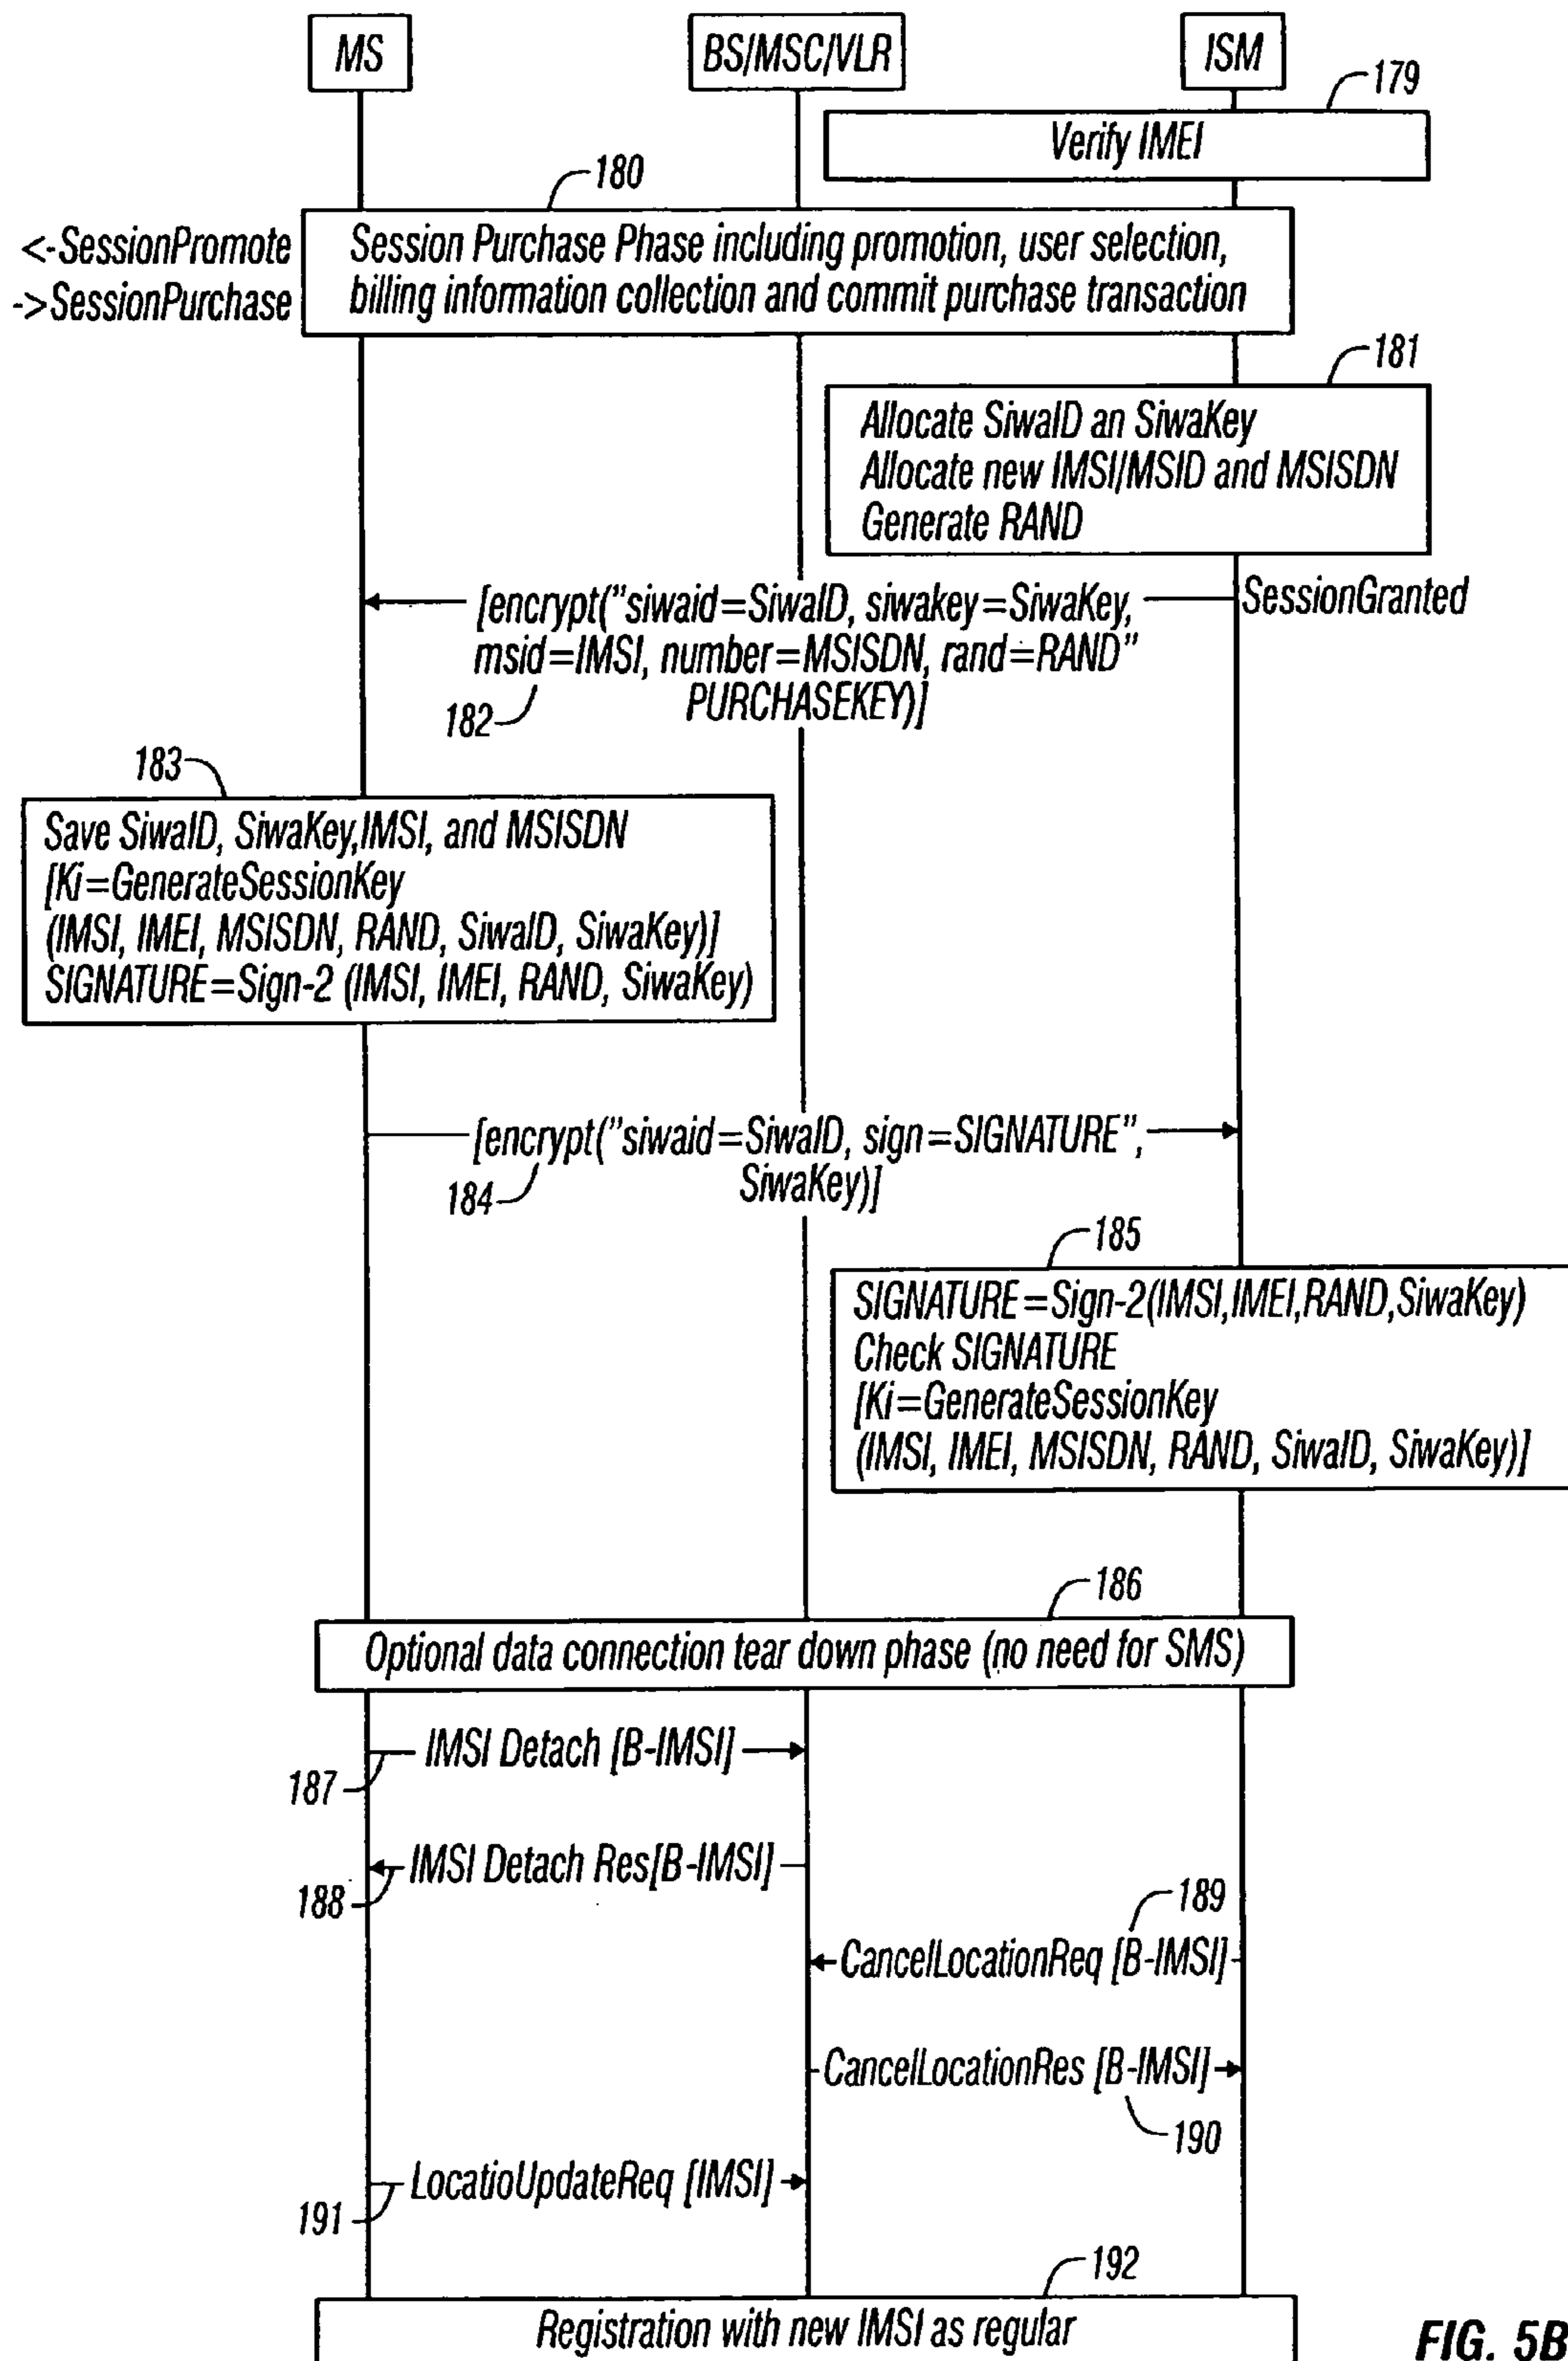 MS
BS/MSC/VLR
ISM
179
Verify IMEI
180
<-SessionPromote
->SessionPurchase
Session Purchase Phase including promotion, user selection,
billing information collection and commit purchase transaction
181
Allocate SiwaID an SiwaKey
Allocate new IMSI/MSID and MSISDN
Generate RAND
[encrypt("siwaid=SiwaID, siwakey=SiwaKey,
msid=IMSI, number=MSISDN, rand=RAND"
PURCHASEKEY)]
SessionGranted
182
183
Save SiwaID, SiwaKey,IMSI, and MSISDN
[Ki=GenerateSessionKey
(IMSI, IMEI, MSISDN, RAND, SiwaID, SiwaKey)]
SIGNATURE=Sign-2 (IMSI, IMEI, RAND, SiwaKey)
[encrypt("siwaid=SiwaID, sign=SIGNATURE",
SiwaKey)]
184
185
SIGNATURE=Sign-2(IMSI,IMEI,RAND,SiwaKey)
Check SIGNATURE
[Ki=GenerateSessionKey
(IMSI, IMEI, MSISDN, RAND, SiwaID, SiwaKey)]
186
Optional data connection tear down phase (no need for SMS)
IMSI Detach [B-IMSI]
187
IMSI Detach Res[B-IMSI]
188
189
CancelLocationReq [B-IMSI]
CancelLocationRes [B-IMSI]
190
LocatioUpdateReq [IMSI]
191
192
Registration with new IMSI as regular
FIG. 5B